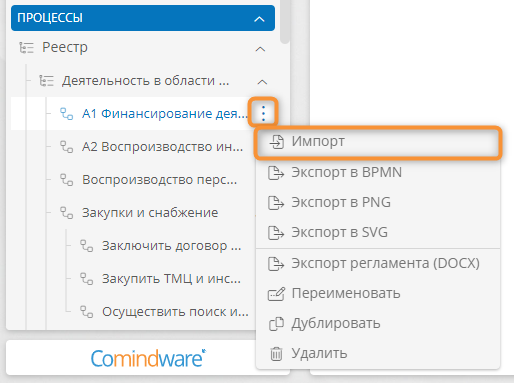 ПРОЦЕССЫ
Реестр
Деятельность в области ...
А1 Финансирование дея...
А2 Воспроизводство ин...
Воспроизводство перс...
Закупки и снабжение
Заключить договор ...
Закупить ТМЦ и инс...
Осуществить поиск и...
Comindware
Импорт
Экспорт в BPMN
Экспорт в PNG
Экспорт в SVG
Экспорт регламента (DOCX)
Переименовать
Дублировать
Удалить